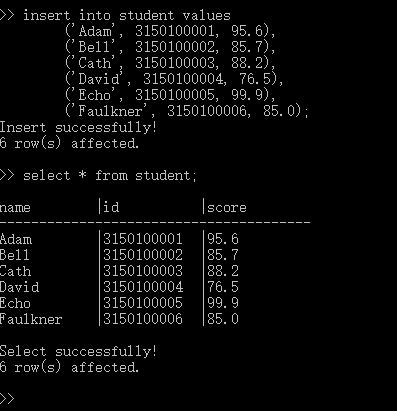 >> insert into student values
('Adam', 3150100001, 95.6),
('Bell', 3150100002, 85.7),
('Cath', 3150100003, 88.2),
('David', 3150100004, 76.5),
('Echo', 3150100005, 99.9),
('Faulkner', 3150100006, 85.0);
Insert successfully!
6 row(s) affected.
>> select * from student;
name |id |score
---------------------------------------
Adam |3150100001 |95.6
Bell |3150100002 |85.7
Cath |3150100003 |88.2
David |3150100004 |76.5
Echo |3150100005 |99.9
Faulkner |3150100006 |85.0
Select successfully!
6 row(s) affected.
>>